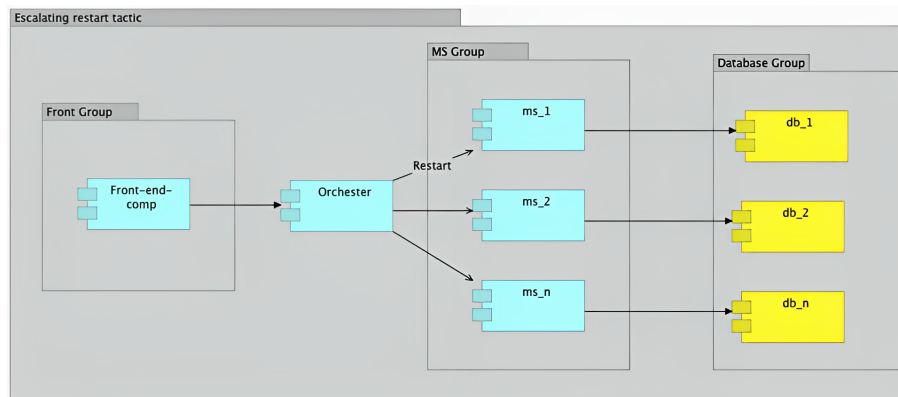 Escalating restart tactic
MS Group
Database Group
Front Group
ms_1
db_1
Restart
Front-end-
comp
Orchester
ms_2
db_2
ms_n
db_n